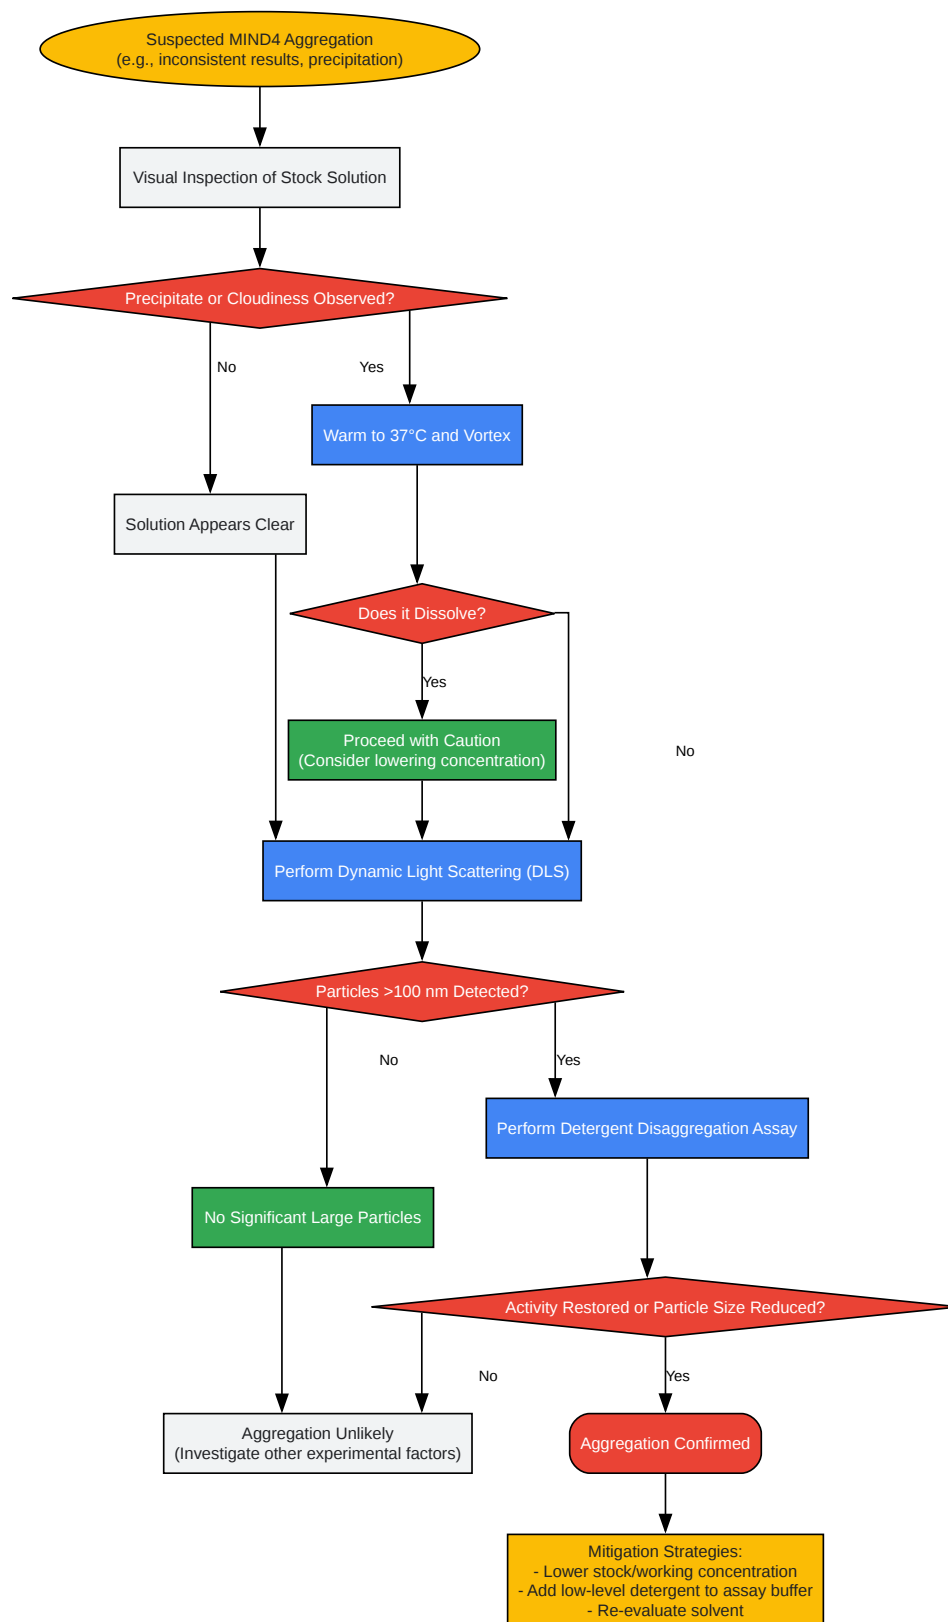 Suspected MIND4 Aggregation
(e.g., inconsistent results, precipitation)
Visual Inspection of Stock Solution
Precipitate or Cloudiness Observed?
No
Yes
Warm to 37°C and Vortex
Solution Appears Clear
Does it Dissolve?
Yes
Proceed with Caution
(Consider lowering concentration)
No
Perform Dynamic Light Scattering (DLS)
Particles >100 nm Detected?
No
Yes
Perform Detergent Disaggregation Assay
No Significant Large Particles
Activity Restored or Particle Size Reduced?
No
Yes
Aggregation Unlikely
(Investigate other experimental factors)
Aggregation Confirmed
Mitigation Strategies:
- Lower stock/working concentration
- Add low-level detergent to assay buffer
- Re-evaluate solvent